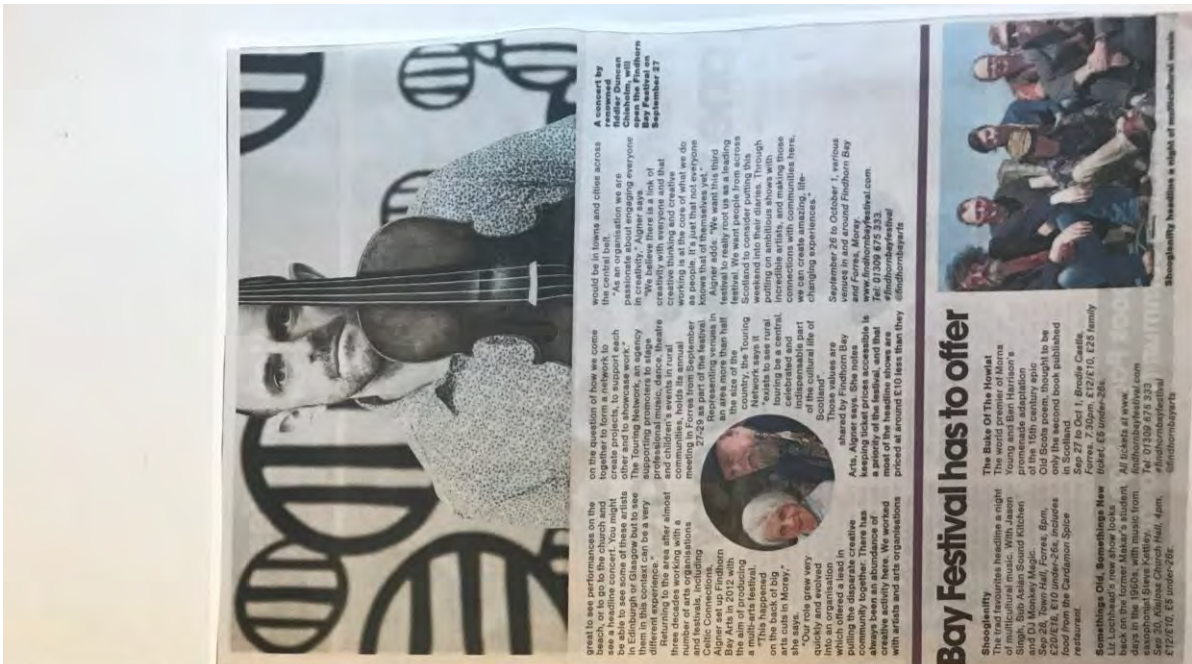 great to see performances on the
beach, or to go to the church and
see a headline concert. You might
be able to see some of these artists
in Edinburgh or Glasgow but to see
them in this context can be a very
different experience."
Returning to the area after almost
three decades working with a
number of arts organisations
and festivals, including
Celtic Connections,
Aigner set up Findhorn
Bay Arts in 2012 with
the aim of producing
a multi-arts festival.
"This happened
on the back of big
arts cuts in Moray,"
she says.
"Our role grew very
quickly and evolved
into an organisation
which offered a lead in
pulling the disparate creative
community together. There has
always been an abundance of
creative activity here. We worked
with artists and arts organisations
on the question of how we come
together to form a network to
create projects, to support each
other and to showcase work."
The Touring Network, an agency
supporting promoters to stage
professional music, dance, theatre
and children's events in rural
communities, holds its annual
meeting in Forres from September
27-29 as part of the festival.
Representing venues in
an area more than half
the size of the
country, the Touring
Network says it
"exists to see rural
touring be a central,
celebrated and
indispensable part
of the cultural life of
Scotland".
Those values are
shared by Findhorn Bay
Arts, Aigner says. She notes
keeping ticket prices accessible is
a priority of the festival, and that
most of the headline shows are
priced at around £10 less than they
would be in towns and cities across
the central belt.
"As an organisation we are
passionate about engaging everyone
in creativity," Aigner says.
"We believe there is a link of
creativity with everyone and that
creative thinking and creative
working is at the core of what we do
as people. It's just that not everyone
knows that of themselves yet."
Aigner adds: "We want this third
festival to really root us as a leading
festival. We want people from across
Scotland to consider putting this
weekend into their diaries. Through
putting on ambitious shows with
incredible artists, and making those
connections with communities here,
we can create amazing, life-
changing experiences."
September 26 to October 1, various
venues in and around Findhorn Bay
and Forres, Moray.
www.findhornbayfestival.com.
Tel: 01309 675 333.
#findhornbayfestival
@findhornbayarts
A concert by
renowned
fiddler Duncan
Chisholm, will
open the Findhorn
Bay Festival on
September 27
Bay Festival has to offer
Shooglenifty
The trad favourites headline a night
of multicultural music. With Jason
Singh, Bob Asian Sound Kitchen
and DJ Monkey Magic.
Sep 28, Town Hall, Forres, 8pm,
£20/£18, £10 under-26s, includes
food from the Cardamon Spice
restaurant.
Somethings Old, Somethings New
Liz Lochhead's new show looks
back on the former Makar's student
days in the 1960s, with music from
saxophonist Steve Kettley.
Sep 30, Kinloss Church Hall, 4pm,
£12/£10, £5 under-26s.
The Buke Of The Howlat
The world premier of Morna
Young and Ben Harrison's
promenade adaptation
of the 15th century epic
Old Scots poem, thought to be
only the second book published
in Scotland.
Sep 27 to Oct 1, Brodie Castle,
Forres, 7.30pm, £12/£10, £25 family
ticket, £5 under-26s.
All tickets at www.
findhornbayfestival.com
Tel: 01309 675 333
#findhornbayfestival
@findhornbayarts
Shooglenifty headline a night of multicultural music